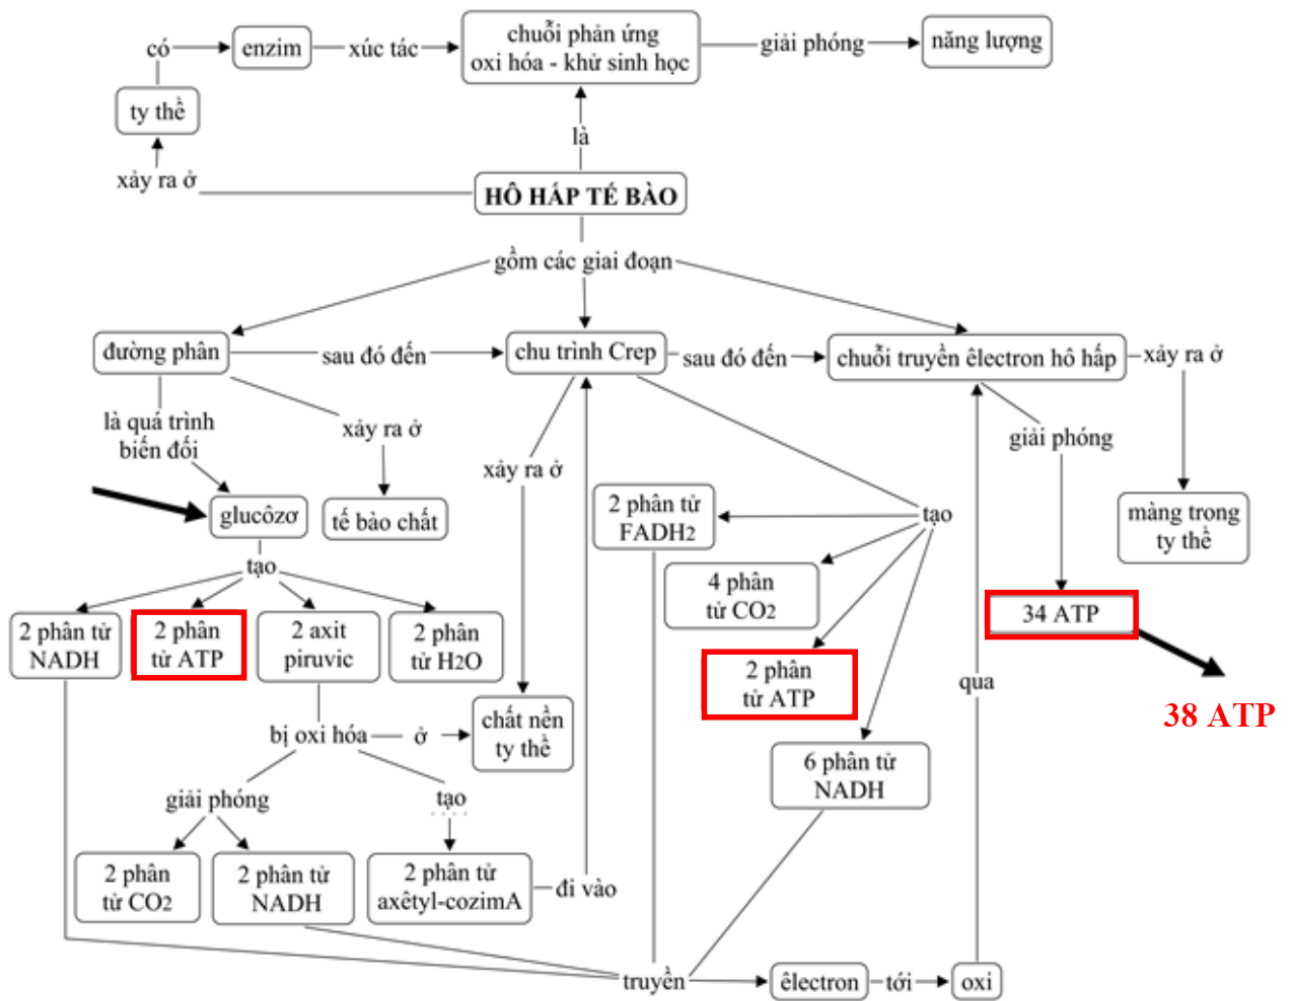 có
enzim
xúc tác
chuỗi phản ứng
oxi hóa - khử sinh học
giải phóng
năng lượng
ty thể
là
xảy ra ở
HÔ HẤP TẾ BÀO
gồm các giai đoạn
đường phân
sau đó đến
chu trình Crep
sau đó đến
chuỗi truyền êlectron hô hấp
xảy ra ở
là quá trình
biến đổi
xảy ra ở
xảy ra ở
giải phóng
glucôzơ
tế bào chất
2 phân tử
FADH2
tạo
màng trong
ty thể
tạo
4 phân
tử CO2
34 ATP
2 phân tử
NADH
2 phân
tử ATP
2 axit
piruvic
2 phân
tử H2O
2 phân
tử ATP
qua
38 ATP
bị oxi hóa
ở
chất nền
ty thể
6 phân tử
NADH
giải phóng
tạo
2 phân
tử CO2
2 phân tử
NADH
2 phân tử
axêtyl-cozimA
đi vào
truyền
êlectron
tới
oxi